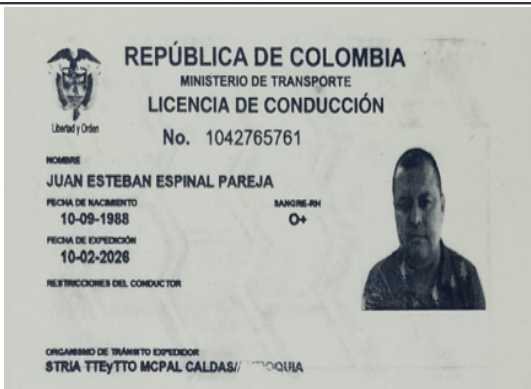 REPÚBLICA DE COLOMBIA
MINISTERIO DE TRANSPORTE
LICENCIA DE CONDUCCIÓN
Libertad y Orden
No. 1042765761
NOMBRE
JUAN ESTEBAN ESPINAL PAREJA
FECHA DE NACIMIENTO SANGRE-RH
10-09-1988 O+
FECHA DE EXPEDICIÓN
10-02-2026
RESTRICCIONES DEL CONDUCTOR
ORGANISMO DE TRÁNSITO EXPEDIDOR
STRIA TTEyTTO MCPAL CALDAS//